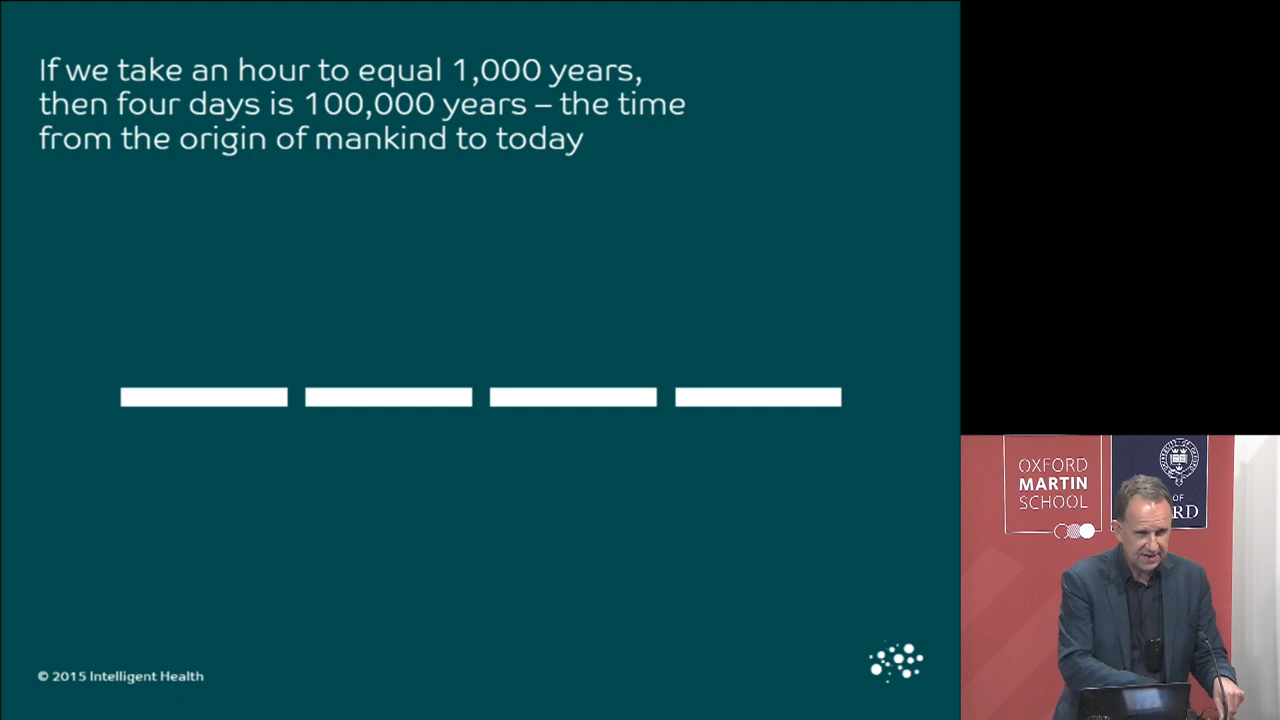 If we take an hour to equal 1,000 years,
then four days is 100,000 years – the time
from the origin of mankind to today
© 2015 Intelligent Health
OXFORD
MARTIN
SCHOOL
OF
RD